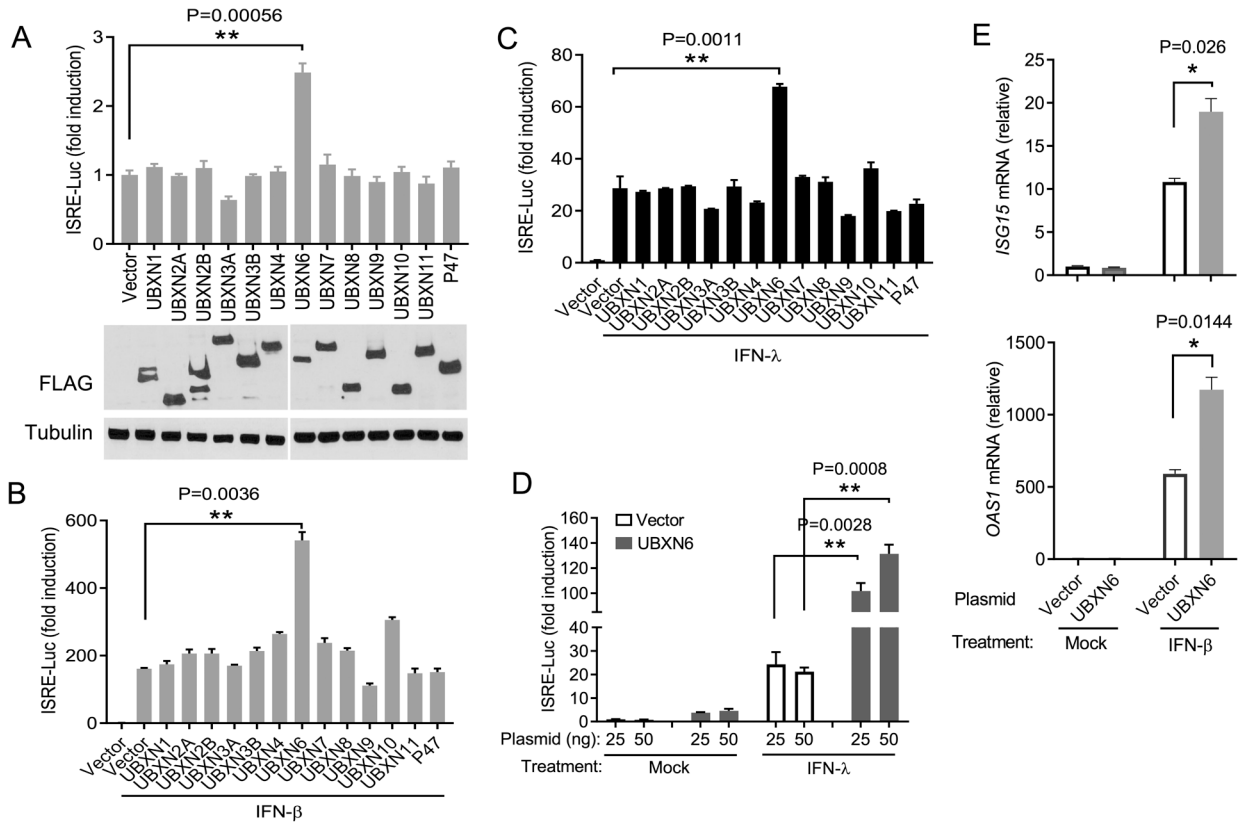 A
P=0.00056
**
ISRE-Luc (fold induction)
3
2
1
0
Vector
UBXN1
UBXN2A
UBXN2B
UBXN3A
UBXN3B
UBXN4
UBXN6
UBXN7
UBXN8
UBXN9
UBXN10
UBXN11
P47
FLAG
Tubulin
B
P=0.0036
**
ISRE-Luc (fold induction)
600
400
200
0
Vector
Vector
UBXN1
UBXN2A
UBXN2B
UBXN3A
UBXN3B
UBXN4
UBXN6
UBXN7
UBXN8
UBXN9
UBXN10
UBXN11
P47
IFN-β
C
P=0.0011
**
ISRE-Luc (fold induction)
80
60
40
20
0
Vector
Vector
UBXN1
UBXN2A
UBXN2B
UBXN3A
UBXN3B
UBXN4
UBXN6
UBXN7
UBXN8
UBXN9
UBXN10
UBXN11
P47
IFN-λ
D
P=0.0008
**
P=0.0028
**
Vector
UBXN6
ISRE-Luc (fold induction)
160
140
120
100
80
40
30
20
10
0
Plasmid (ng): 25 50 25 50 25 50 25 50
Treatment: Mock IFN-λ
E
P=0.026
*
ISG15 mRNA (relative)
25
20
15
10
5
0
P=0.0144
*
OAS1 mRNA (relative)
1500
1000
500
0
Plasmid Vector UBXN6 Vector UBXN6
Treatment: Mock IFN-β